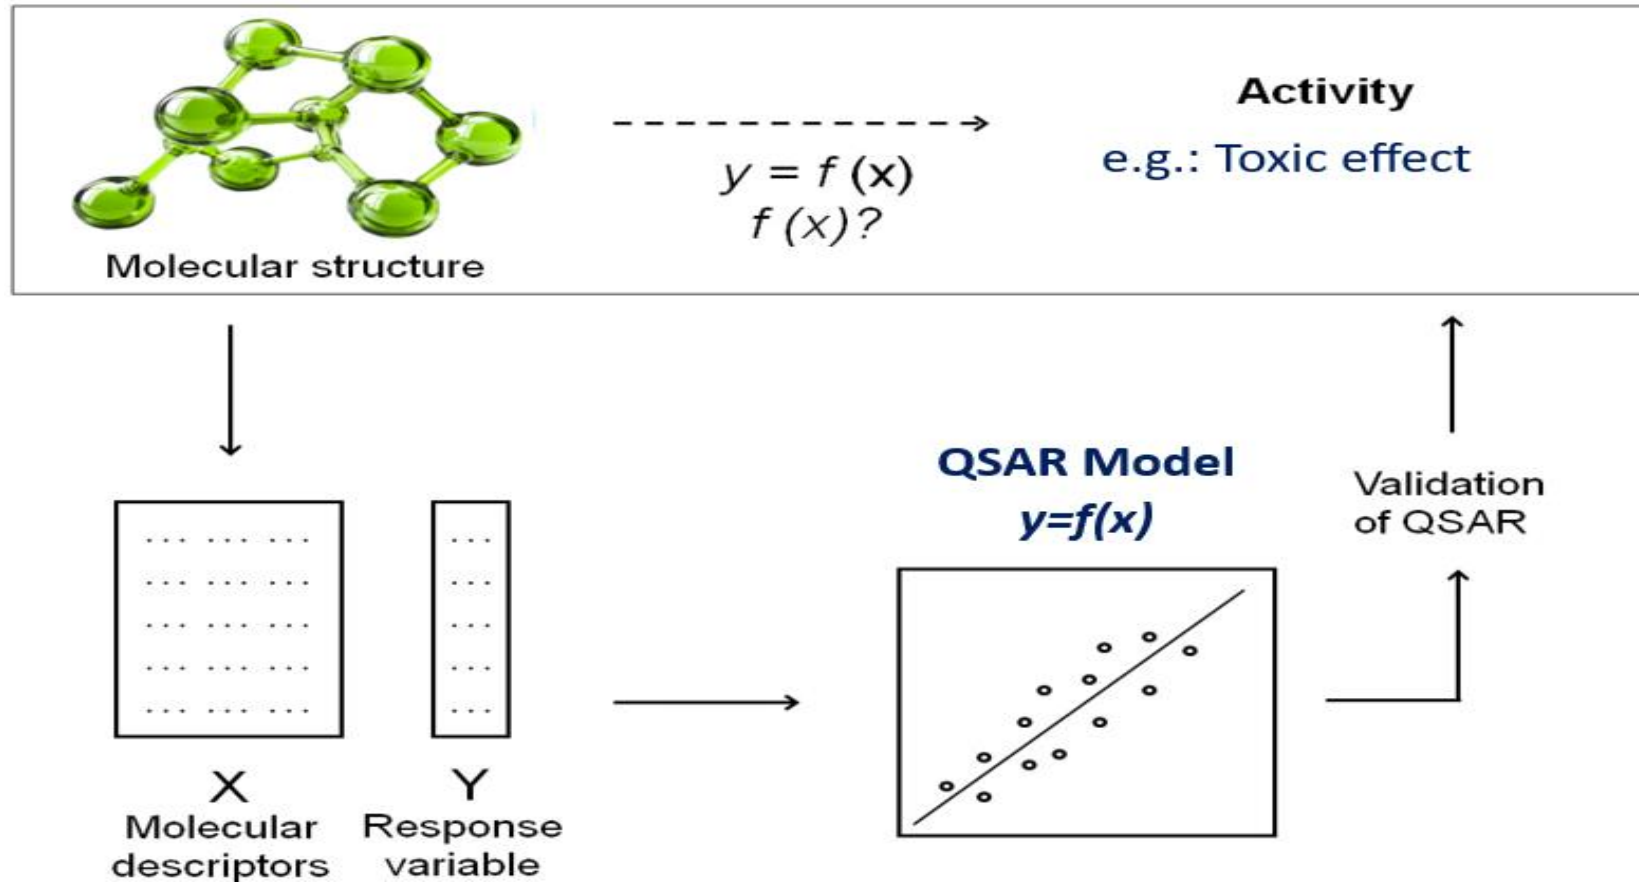 Molecular structure
y = f (x)
f (x)?
Activity
e.g.: Toxic effect
... ... ...
... ... ...
... ... ...
... ... ...
... ... ...
X
Molecular
descriptors
...
...
...
...
...
Y
Response
variable
QSAR Model
y=f(x)
Validation
of QSAR